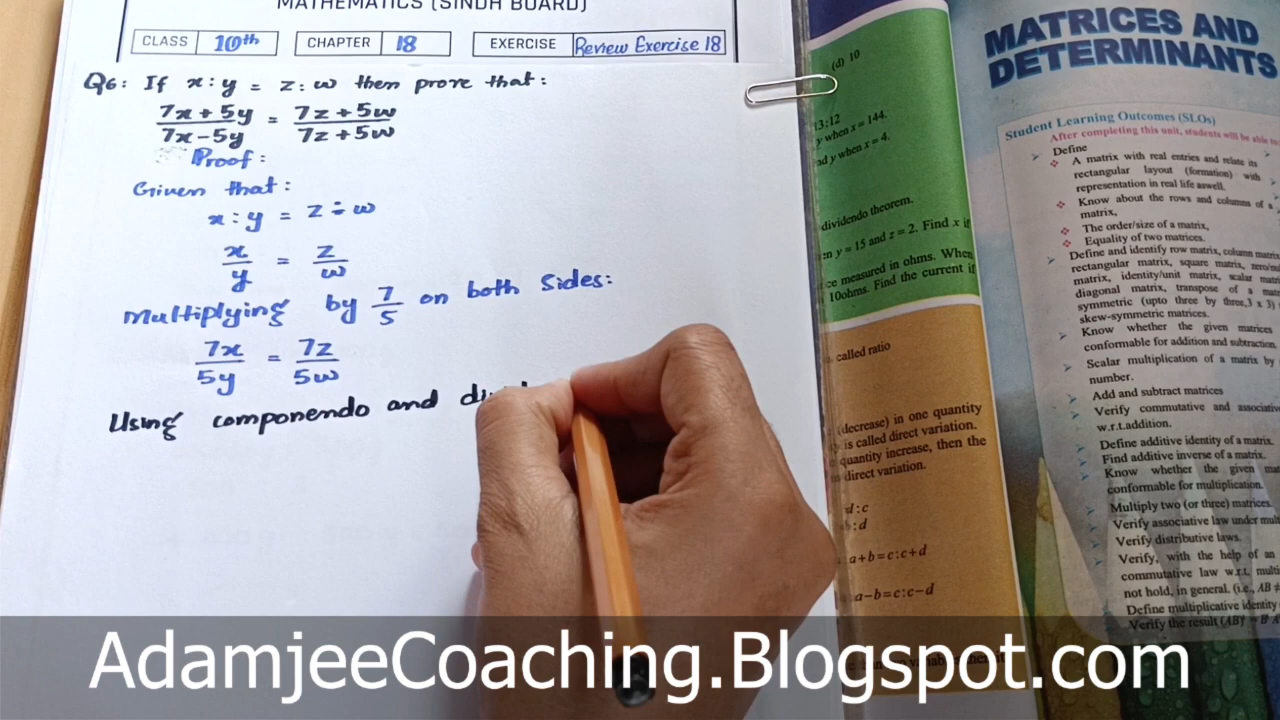 MATHEMATICS (SINDH BOARD)
CLASS 10th CHAPTER 18 EXERCISE Review Exercise 18
Q6: If x:y = z:w then prove that:
7x+5y / 7x-5y = 7z+5w / 7z+5w
Proof:
Given that:
x:y = z÷w
x/y = z/w
Multiplying by 7/5 on both sides:
7x/5y = 7z/5w
Using componendo and
(d) 10
13:12
y when x = 144.
y when x = 4.
dividendo theorem.
y = 15 and z = 2. Find x if
measured in ohms. When
10ohms. Find the current if
called ratio
(decrease) in one quantity
is called direct variation.
quantity increase, then the
direct variation.
d:c
:d
a+b=c:c+d
a-b=c:c-d
MATRICES AND
DETERMINANTS
Student Learning Outcomes (SLOs)
After completing this unit, students will be able to:
Define
A matrix with real entries and relate its
rectangular layout (formation) with
representation in real life aswell.
Know about the rows and columns of a
matrix,
The order/size of a matrix,
Equality of two matrices.
Define and identify row matrix, column matrix
rectangular matrix, square matrix,
matrix, identity/unit matrix, scalar
diagonal matrix, transpose of a
symmetric (upto three by three,3 x 3)
skew-symmetric matrices.
Know whether the given matrices
conformable for addition and subtraction.
Scalar multiplication of a matrix by
number.
Add and subtract matrices
Verify commutative and
w.r.t.addition.
Define additive identity of a matrix.
Find additive inverse of a matrix.
Know whether the given
conformable for multiplication.
Multiply two (or three) matrices.
Verify associative law under
Verify distributive laws.
Verify, with the help of an
commutative law w.r.t.
not hold, in general. (i.e., AB
Define multiplicative identity
Verify the result
AdamjeeCoaching.Blogspot.com